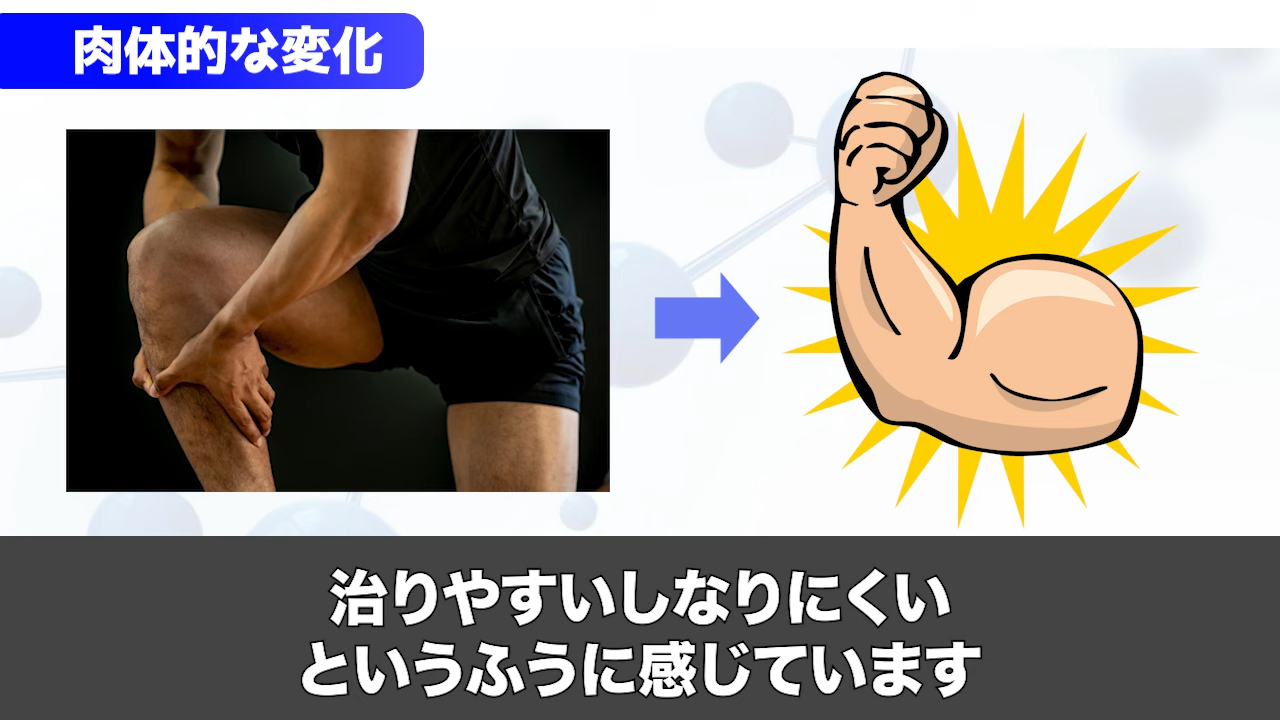 肉体的な変化
治りやすいしなりにくい
というふうに感じています